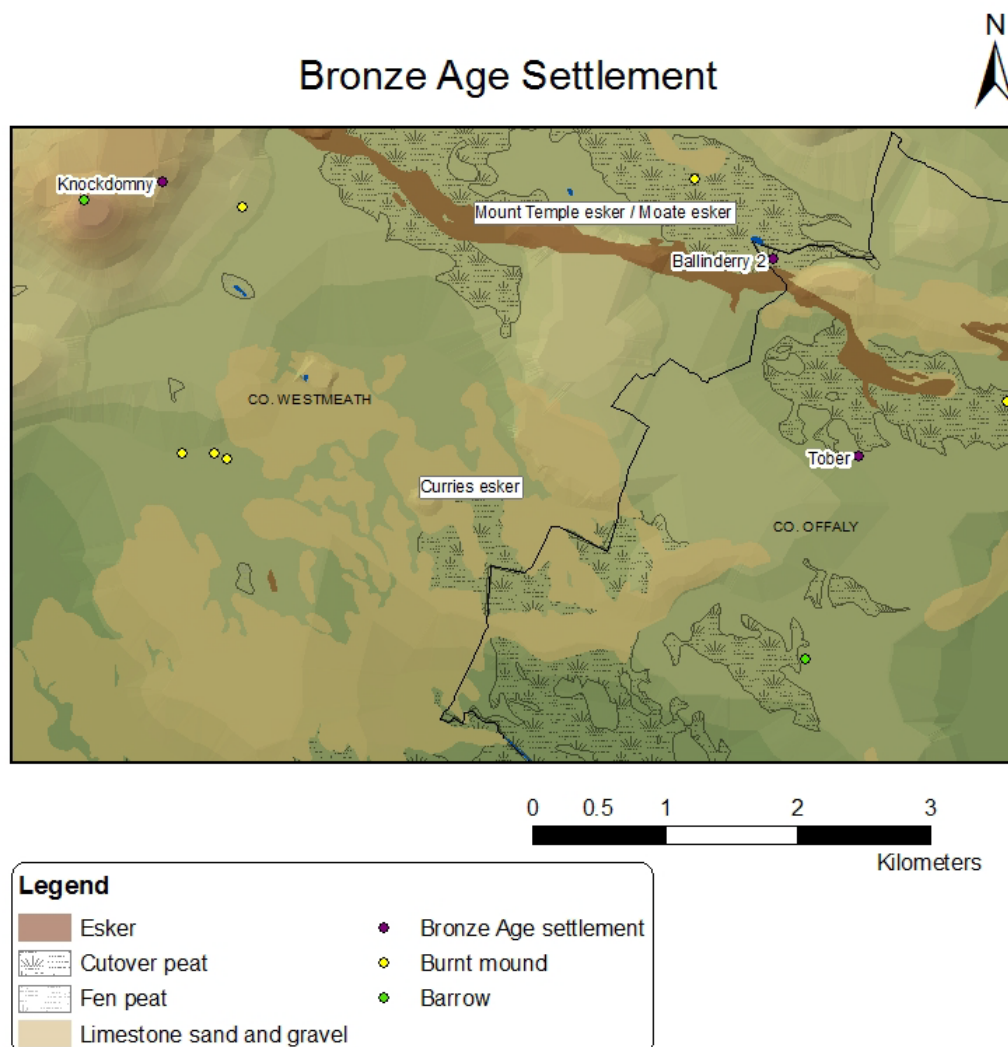 N
Bronze Age Settlement
Knockdomny
Mount Temple esker / Moate esker
Ballinderry 2
CO. WESTMEATH
Tober
Curries esker
CO. OFFALY
0 0.5 1 2 3
Kilometers
Legend
Esker
Bronze Age settlement
Cutover peat
Burnt mound
Fen peat
Barrow
Limestone sand and gravel